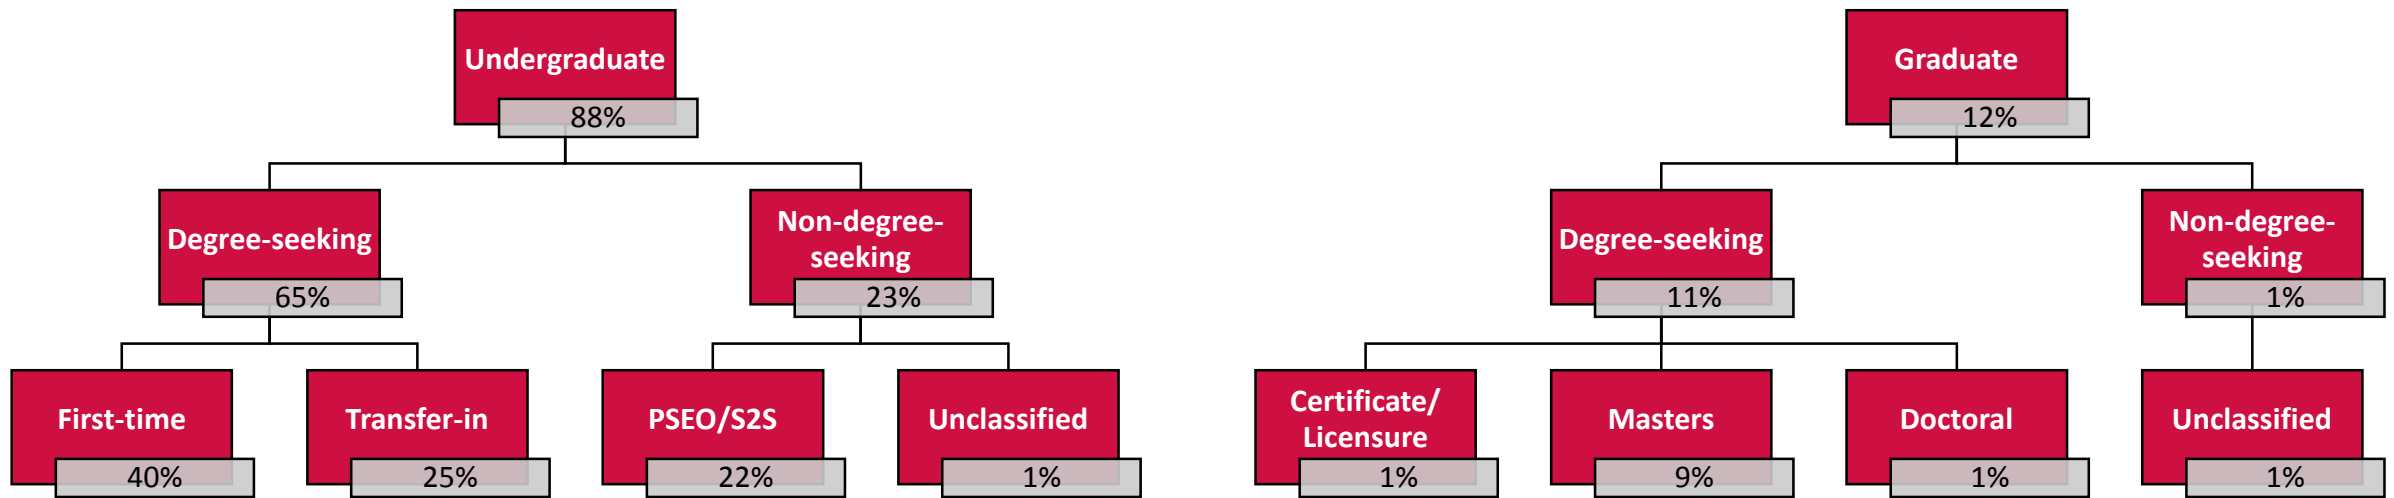 Undergraduate
88%
Graduate
12%
Degree-seeking
65%
Non-degree-
seeking
23%
Degree-seeking
11%
Non-degree-
seeking
1%
First-time
40%
Transfer-in
25%
PSEO/S2S
22%
Unclassified
1%
Certificate/
Licensure
1%
Masters
9%
Doctoral
1%
Unclassified
1%